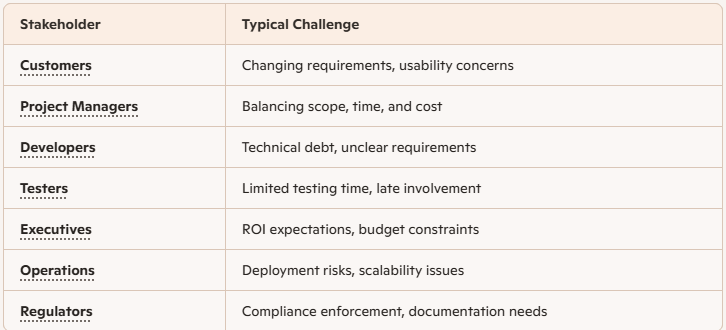 Stakeholder Typical Challenge
Customers Changing requirements, usability concerns
Project Managers Balancing scope, time, and cost
Developers Technical debt, unclear requirements
Testers Limited testing time, late involvement
Executives ROI expectations, budget constraints
Operations Deployment risks, scalability issues
Regulators Compliance enforcement, documentation needs